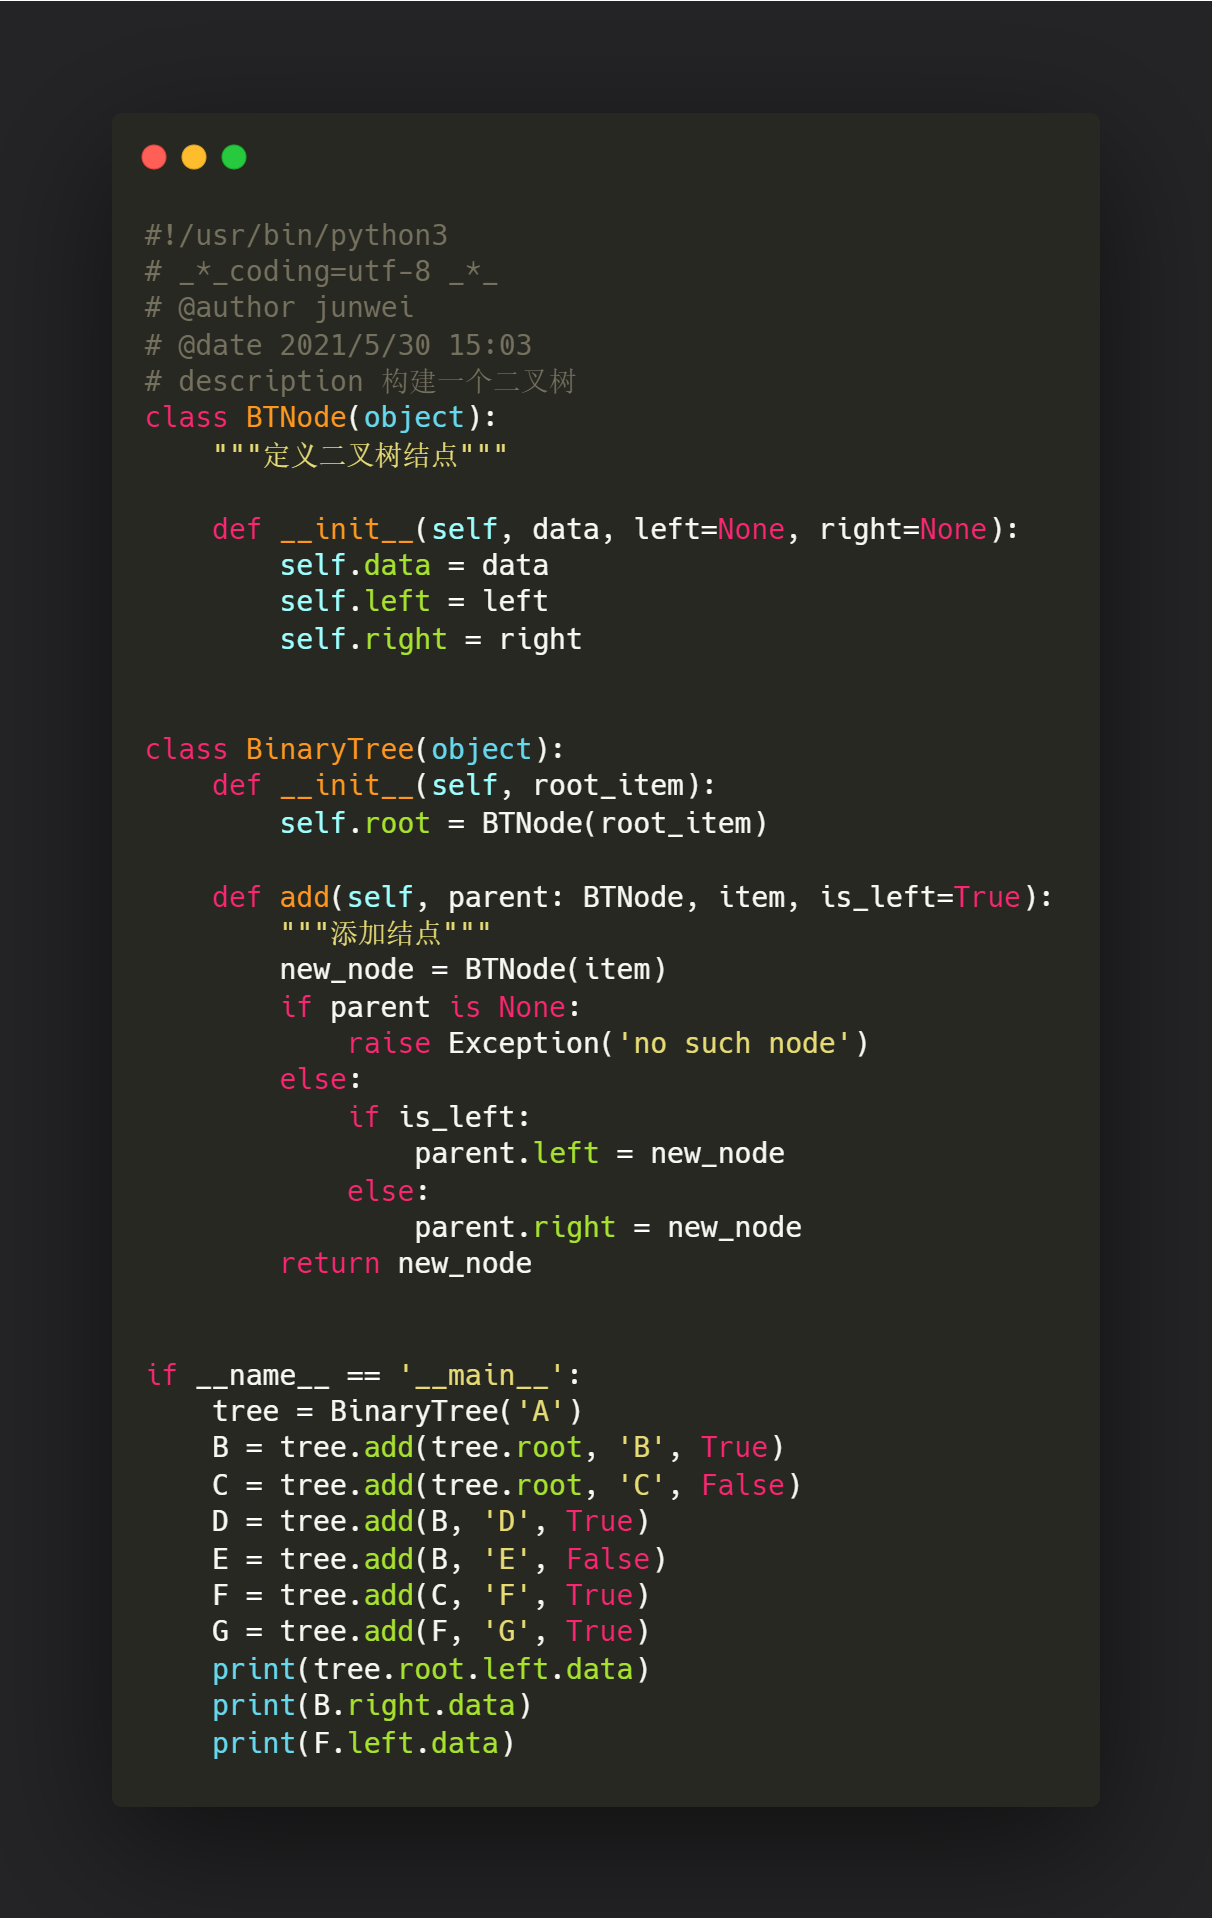 #!/usr/bin/python3
# _*_coding=utf-8 _*_
# @author junwei
# @date 2021/5/30 15:03
# description 构建一个二叉树
class BTNode(object):
    """定义二叉树结点"""

    def __init__(self, data, left=None, right=None):
        self.data = data
        self.left = left
        self.right = right


class BinaryTree(object):
    def __init__(self, root_item):
        self.root = BTNode(root_item)

    def add(self, parent: BTNode, item, is_left=True):
        """添加结点"""
        new_node = BTNode(item)
        if parent is None:
            raise Exception('no such node')
        else:
            if is_left:
                parent.left = new_node
            else:
                parent.right = new_node
        return new_node


if __name__ == '__main__':
    tree = BinaryTree('A')
    B = tree.add(tree.root, 'B', True)
    C = tree.add(tree.root, 'C', False)
    D = tree.add(B, 'D', True)
    E = tree.add(B, 'E', False)
    F = tree.add(C, 'F', True)
    G = tree.add(F, 'G', True)
    print(tree.root.left.data)
    print(B.right.data)
    print(F.left.data)